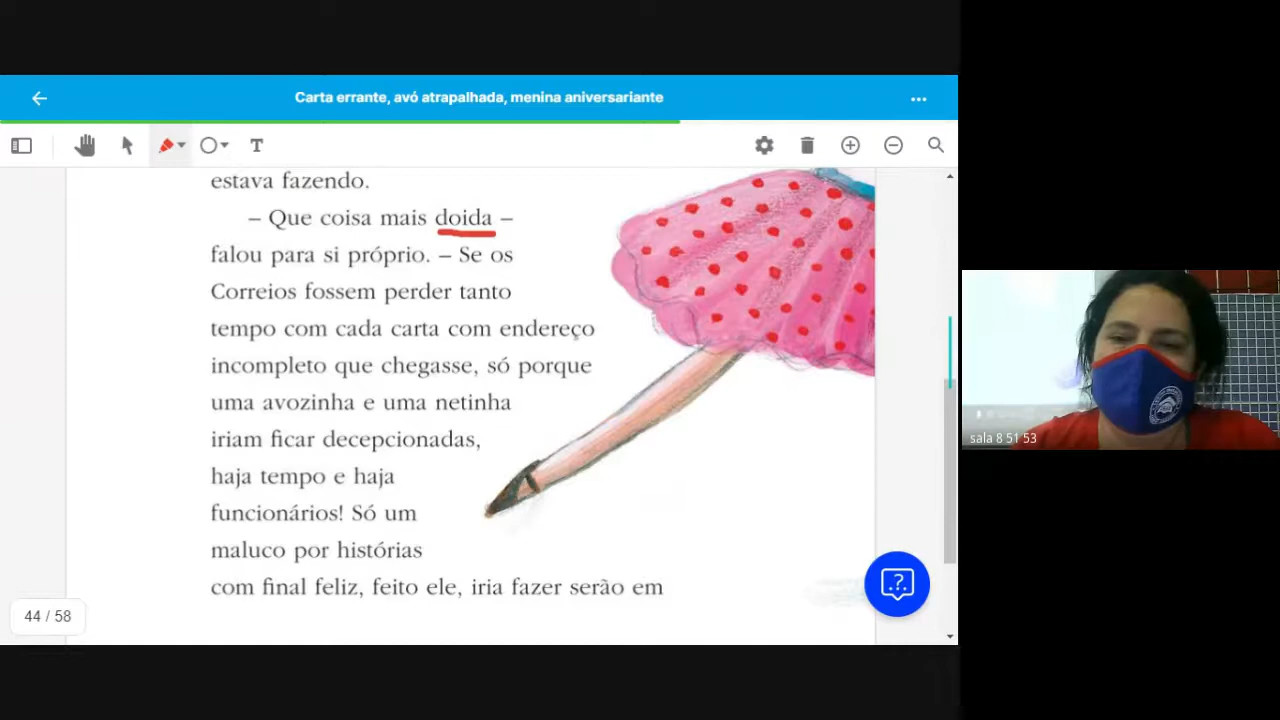 Carta errante, avó atrapalhada, menina aniversariante
T
estava fazendo.
– Que coisa mais doida –
falou para si próprio. – Se os
Correios fossem perder tanto
tempo com cada carta com endereço
incompleto que chegasse, só porque
uma avozinha e uma netinha
iriam ficar decepcionadas,
haja tempo e haja
funcionários! Só um
maluco por histórias
com final feliz, feito ele, iria fazer serão em
44 / 58
?
sala 8 51 53